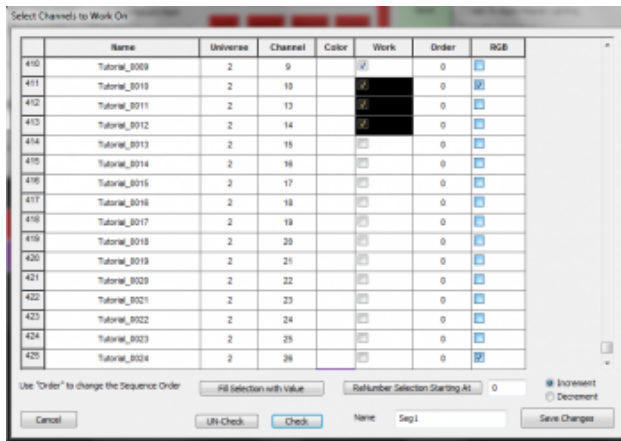 Select Channels to Work On
Name Universe Channel Color Work Order RGB
410 Tutorial_0009 2 9 0
411 Tutorial_0010 2 10 0
412 Tutorial_0011 2 13 0
413 Tutorial_0012 2 14 0
414 Tutorial_0013 2 15 0
415 Tutorial_0014 2 16 0
416 Tutorial_0015 2 17 0
417 Tutorial_0016 2 18 0
418 Tutorial_0017 2 19 0
419 Tutorial_0018 2 20 0
420 Tutorial_0019 2 21 0
421 Tutorial_0020 2 22 0
422 Tutorial_0021 2 23 0
423 Tutorial_0022 2 24 0
424 Tutorial_0023 2 25 0
425 Tutorial_0024 2 26 0
Use "Order" to change the Sequence Order Fill Selection with Value ReNumber Selection Starting At 0 Increment
Decrement
Cancel UN-Check Check Name Seg1 Save Changes